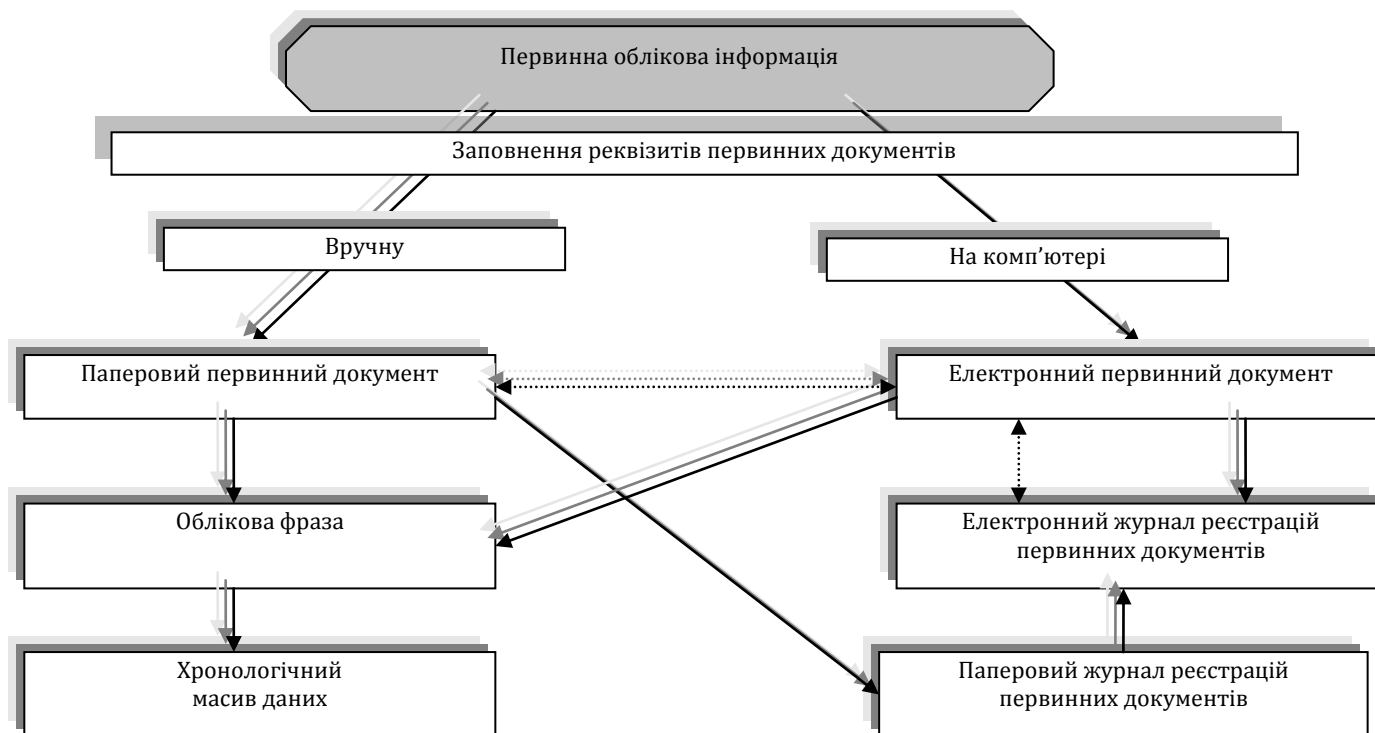 Первинна облікова інформація
Заповнення реквізитів первинних документів
Вручну
На комп’ютері
Паперовий первинний документ
Електронний первинний документ
Облікова фраза
Електронний журнал реєстрацій
первинних документів
Хронологічний
масив даних
Паперовий журнал реєстрацій
первинних документів